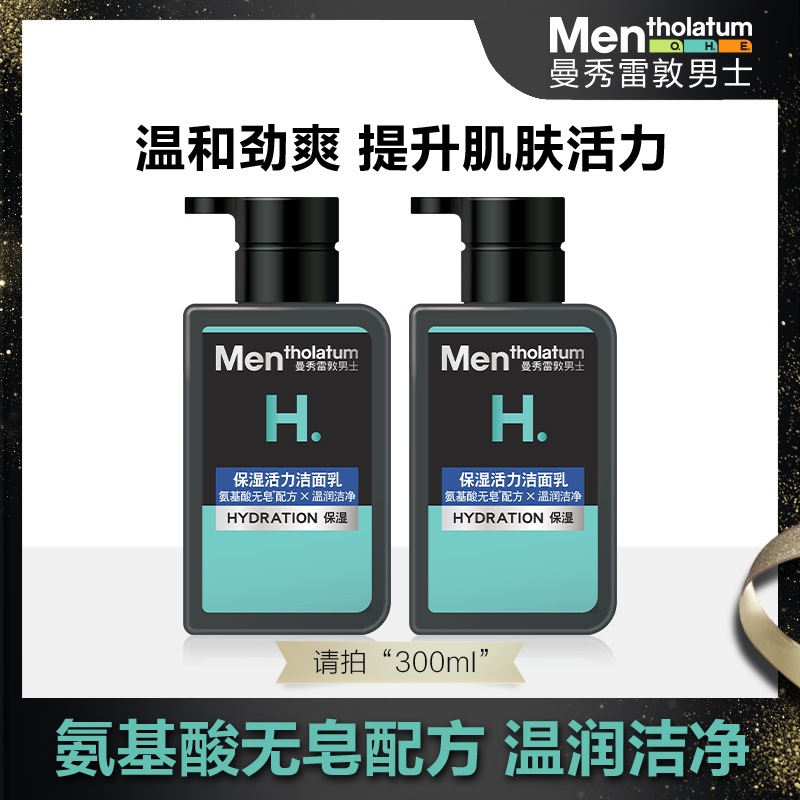 Mentholatum
O. H. E.
曼秀雷敦男士
温和劲爽 提升肌肤活力
Mentholatum
曼秀雷敦男士
H.
保湿活力洁面乳
氨基酸无皂*配方×温润洁净
HYDRATION 保湿
Mentholatum
曼秀雷敦男士
H.
保湿活力洁面乳
氨基酸无皂*配方×温润洁净
HYDRATION 保湿
请拍“300ml”
氨基酸无皂配方 温润洁净